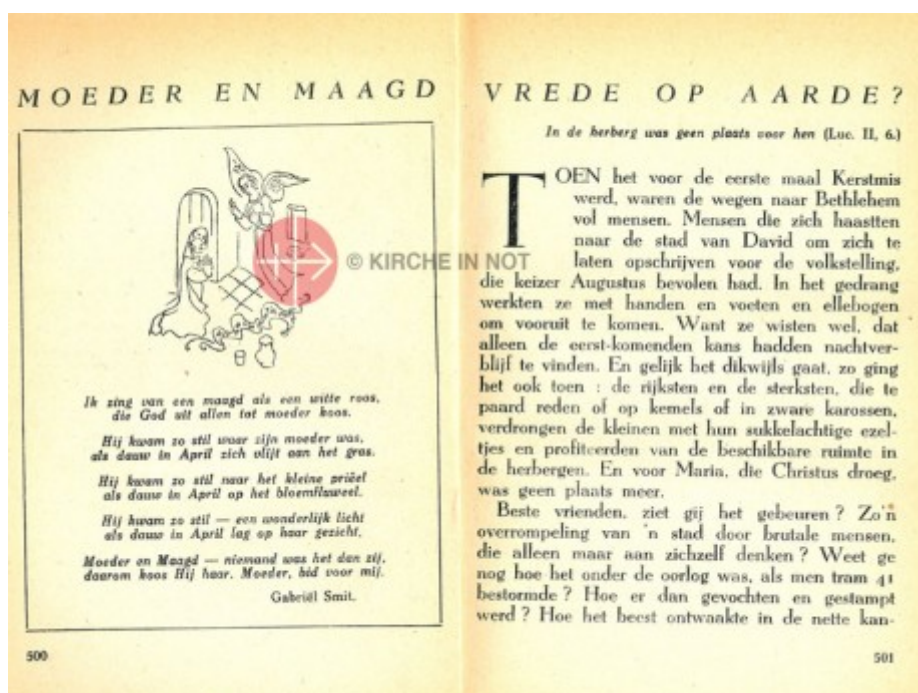 MOEDER EN MAAGD
Ik zing van een maagd als een witte roos,
die God uit allen tot moeder koos.
Hij kwam zo stil waar zijn moeder was,
als dauw in April zich vlijt aan het gras.
Hij kwam zo stil naar het kleine priëel
als dauw in April op het bloemfluweel.
Hij kwam zo stil — een wonderlijk licht
als dauw in April lag op haar gezicht.
Moeder en Maagd — niemand was het dan zij,
daarom koos Hij haar. Moeder, bid voor mij.
Gabriël Smit.
500
© KIRCHE IN NOT
VREDE OP AARDE?
In de herberg was geen plaats voor hen (Luc. II, 6.)
TOEN het voor de eerste maal Kerstmis
werd, waren de wegen naar Bethlehem
vol mensen. Mensen die zich haastten
naar de stad van David om zich te
laten opschrijven voor de volkstelling,
die keizer Augustus bevolen had. In het gedrang
werkten ze met handen en voeten en ellebogen
om vooruit te komen. Want ze wisten wel, dat
alleen de eerst-komenden kans hadden nachtver-
blijf te vinden. En gelijk het dikwijls gaat, zo ging
het ook toen : de rijksten en de sterksten, die te
paard reden of op kemels of in zware karossen,
verdrongen de kleinen met hun sukkelachtige ezel-
tjes en profiteerden van de beschikbare ruimte in
de herbergen. En voor Maria, die Christus droeg,
was geen plaats meer.
Beste vrienden, ziet gij het gebeuren ? Zo'n
overrompeling van 'n stad door brutale mensen,
die alleen maar aan zichzelf denken ? Weet ge
nog hoe het onder de oorlog was, als men tram 41
bestormde ? Hoe er dan gevochten en gestampt
werd ? Hoe het beest ontwaakte in de nette kan-
501